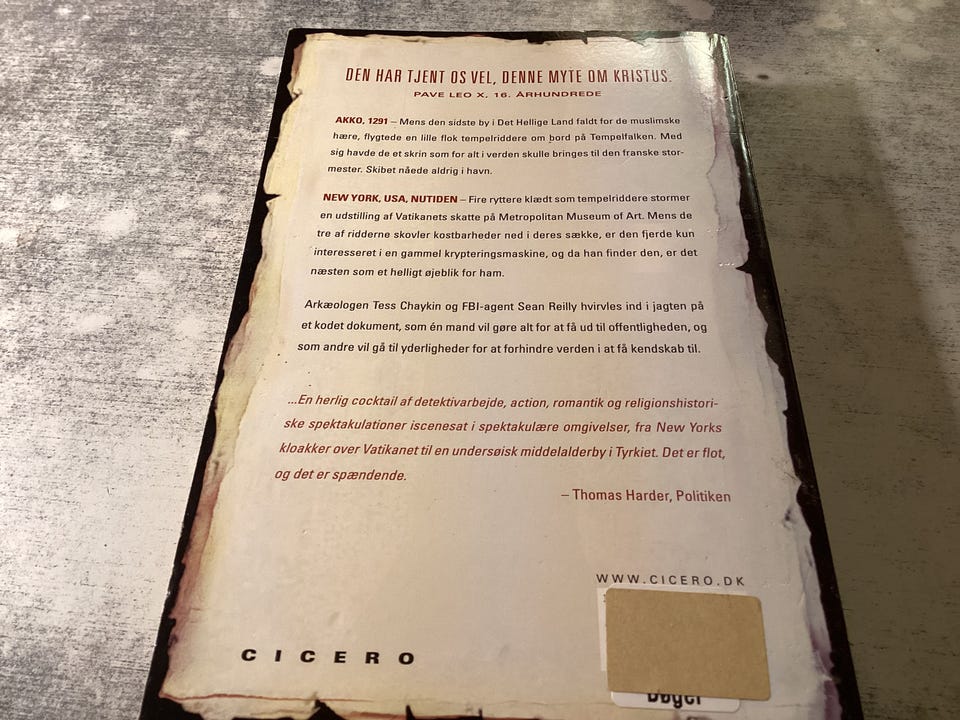 DEN HAR TJENT OS VEL, DENNE MYTE OM KRISTUS.
PAVE LEO X, 16. ÅRHUNDREDE
AKKO, 1291 – Mens den sidste by i Det Hellige Land faldt for de muslimske
hære, flygtede en lille flok tempelriddere om bord på Tempelfalken. Med
sig havde de et skrin som for alt i verden skulle bringes til den franske stor-
mester. Skibet nåede aldrig i havn.
NEW YORK, USA, NUTIDEN – Fire ryttere klædt som tempelriddere stormer
en udstilling af Vatikanets skatte på Metropolitan Museum of Art. Mens de
tre af ridderne skovler kostbarheder ned i deres sække, er den fjerde kun
interesseret i en gammel krypteringsmaskine, og da han finder den, er det
næsten som et helligt øjeblik for ham.
Arkæologen Tess Chaykin og FBI-agent Sean Reilly hvirvles ind i jagten på
et kodet dokument, som én mand vil gøre alt for at få ud til offentligheden, og
som andre vil gå til yderligheder for at forhindre verden i at få kendskab til.
...En herlig cocktail af detektivarbejde, action, romantik og religionshistori-
ske spektakulationer iscenesat i spektakulære omgivelser, fra New Yorks
kloakker over Vatikanet til en undersøisk middelalderby i Tyrkiet. Det er flot,
og det er spændende.
– Thomas Harder, Politiken
WWW.CICERO.DK
CICERO
Bøger